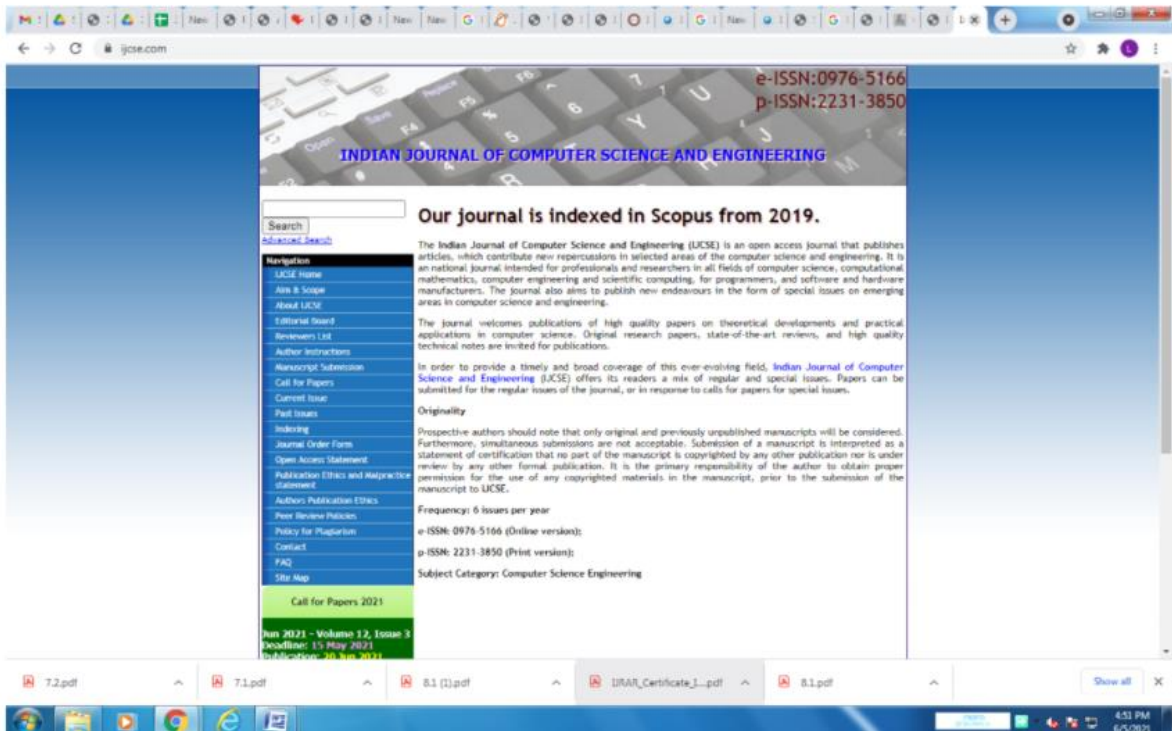 New
New
New
New
ijcse.com
L
e-ISSN:0976-5166
p-ISSN:2231-3850
INDIAN JOURNAL OF COMPUTER SCIENCE AND ENGINEERING
Search
Advanced Search
Navigation
IJCSE Home
Aim & Scope
About IJCSE
Editorial Board
Reviewers List
Author Instructions
Manuscript Submission
Call for Papers
Current Issue
Past Issues
Indexing
Journal Order Form
Open Access Statement
Publication Ethics and Malpractice
statement
Authors Publication Ethics
Peer Review Policies
Policy for Plagiarism
Contact
FAQ
Site Map
Call for Papers 2021
Jun 2021 - Volume 12, Issue 3
Deadline: 15 May 2021
Publication: 20 Jun 2021
Our journal is indexed in Scopus from 2019.
The Indian Journal of Computer Science and Engineering (IJCSE) is an open access journal that publishes
articles, which contribute new repercussions in selected areas of the computer science and engineering. It is
an national journal intended for professionals and researchers in all fields of computer science, computational
mathematics, computer engineering and scientific computing, for programmers, and software and hardware
manufacturers. The journal also aims to publish new endeavours in the form of special issues on emerging
areas in computer science and engineering.
The journal welcomes publications of high quality papers on theoretical developments and practical
applications in computer science. Original research papers, state-of-the-art reviews, and high quality
technical notes are invited for publications.
In order to provide a timely and broad coverage of this ever-evolving field, Indian Journal of Computer
Science and Engineering (IJCSE) offers its readers a mix of regular and special issues. Papers can be
submitted for the regular issues of the journal, or in response to calls for papers for special issues.
Originality
Prospective authors should note that only original and previously unpublished manuscripts will be considered.
Furthermore, simultaneous submissions are not acceptable. Submission of a manuscript is interpreted as a
statement of certification that no part of the manuscript is copyrighted by any other publication nor is under
review by any other formal publication. It is the primary responsibility of the author to obtain proper
permission for the use of any copyrighted materials in the manuscript, prior to the submission of the
manuscript to IJCSE.
Frequency: 6 issues per year
e-ISSN: 0976-5166 (Online version);
p-ISSN: 2231-3850 (Print version);
Subject Category: Computer Science Engineering
7.2.pdf
7.1.pdf
8.1 (1).pdf
IJRAR_Certificate_I....pdf
8.1.pdf
Show all
4:51 PM
6/5/2021